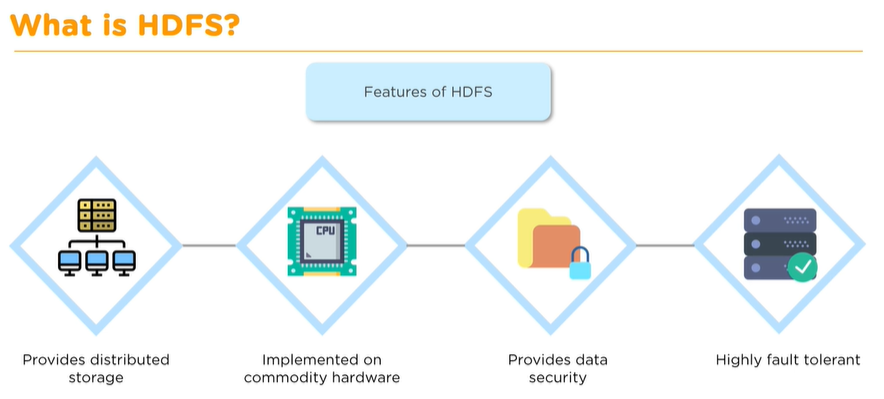 What is HDFS?
Features of HDFS
CPU
Provides distributed
storage
Implemented on
commodity hardware
Provides data
security
Highly fault tolerant